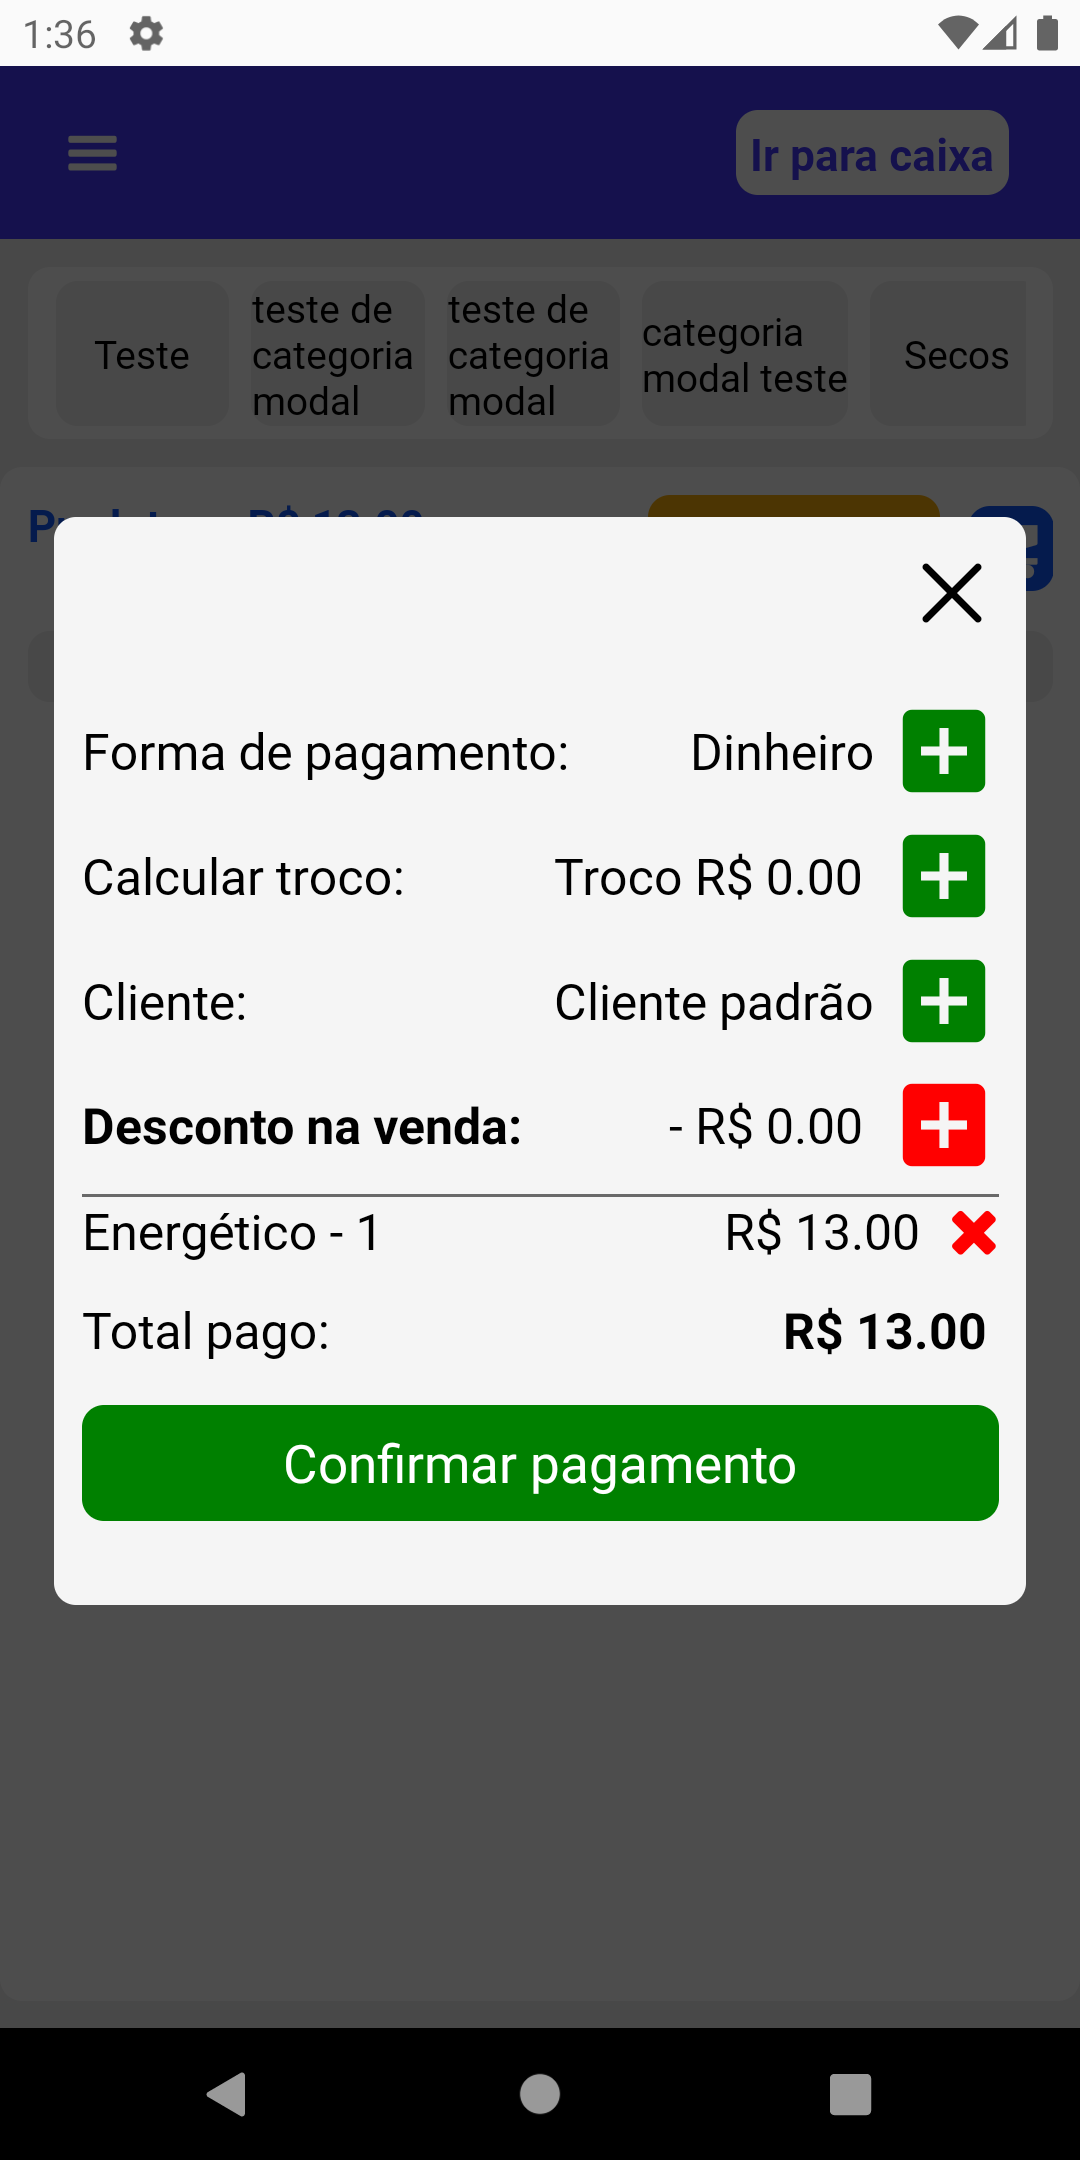 1:36
Ir para caixa
Teste
teste de
categoria
modal
teste de
categoria
modal
categoria
modal teste
Secos
Forma de pagamento: Dinheiro
Calcular troco: Troco R$ 0.00
Cliente: Cliente padrão
Desconto na venda: - R$ 0.00
Energético - 1 R$ 13.00
Total pago: R$ 13.00
Confirmar pagamento